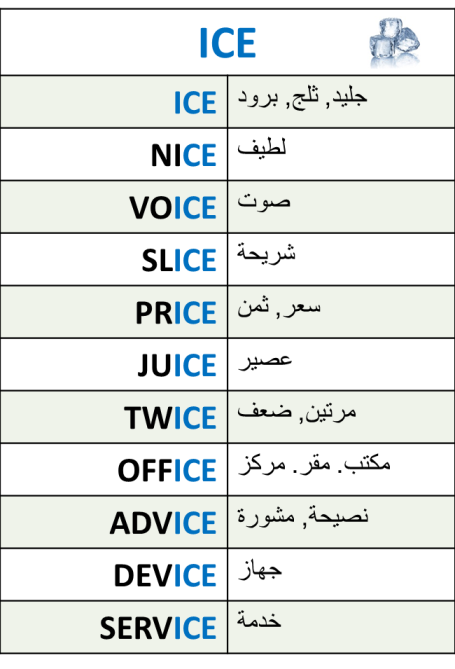 ICE
ICE جليد, ثلج, برود
NICE لطيف
VOICE صوت
SLICE شريحة
PRICE سعر, ثمن
JUICE عصير
TWICE مرتين, ضعف
OFFICE مكتب. مقر. مركز
ADVICE نصيحة, مشورة
DEVICE جهاز
SERVICE خدمة